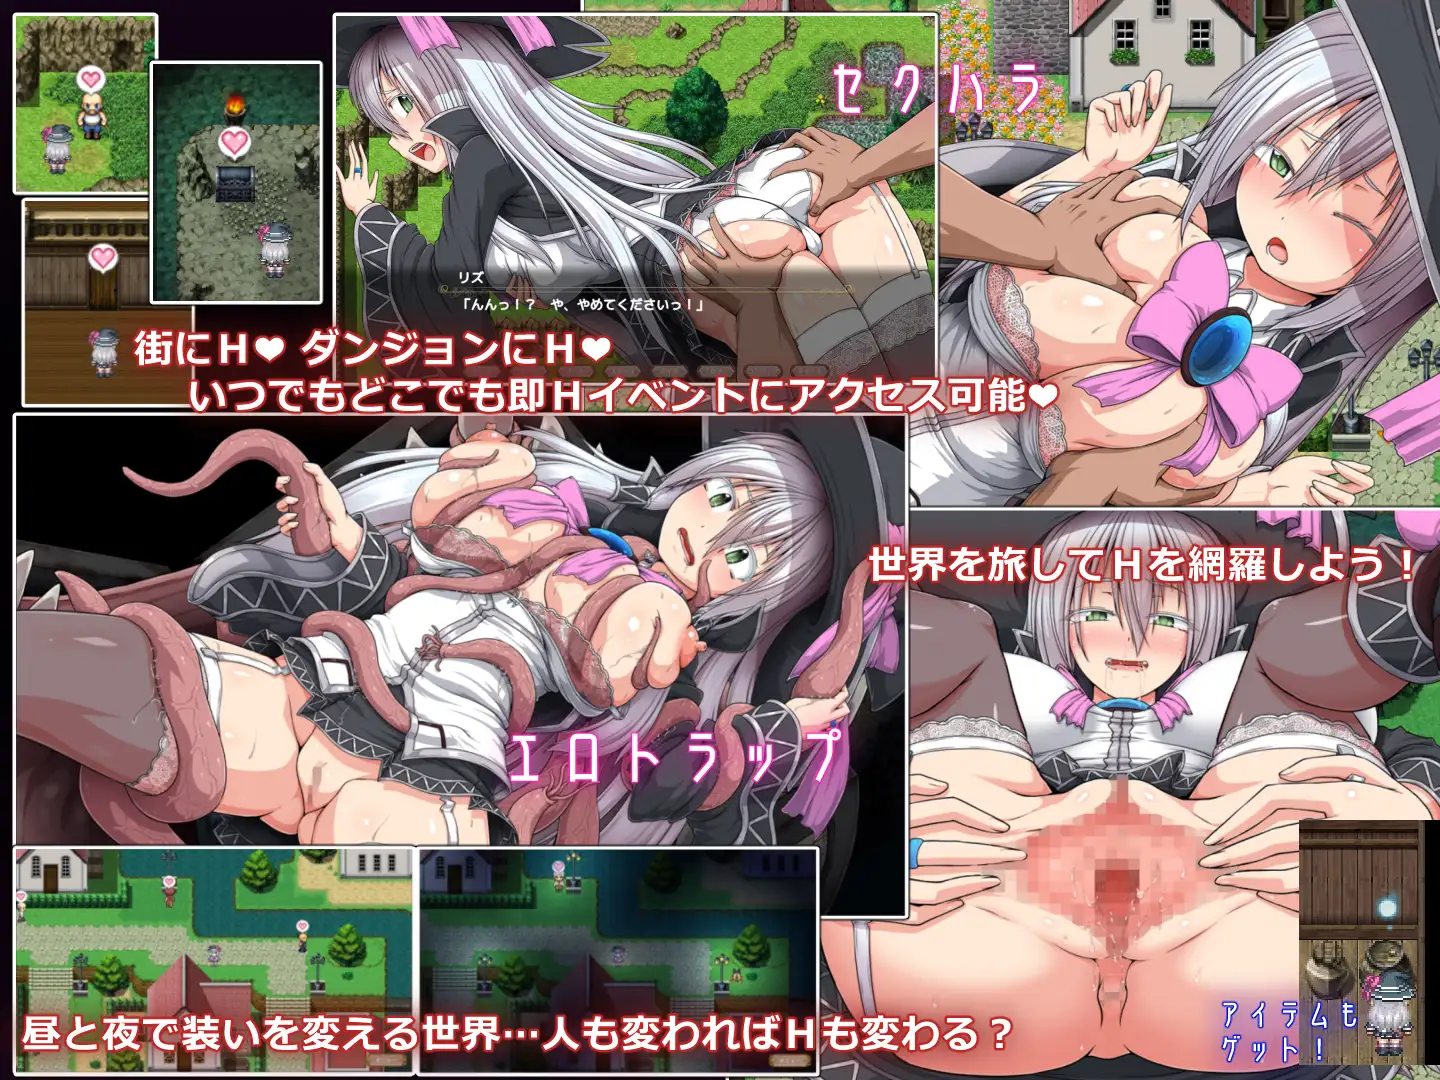 セクハラ
リズ
「んんっ！？　や、やめてくださいっ！」
街にＨ❤ ダンジョンにＨ❤
いつでもどこでも即Ｈイベントにアクセス可能❤
世界を旅してＨを網羅しよう！
エロトラップ
アイテムも
ゲット！
昼と夜で装いを変える世界…人も変わればＨも変わる？